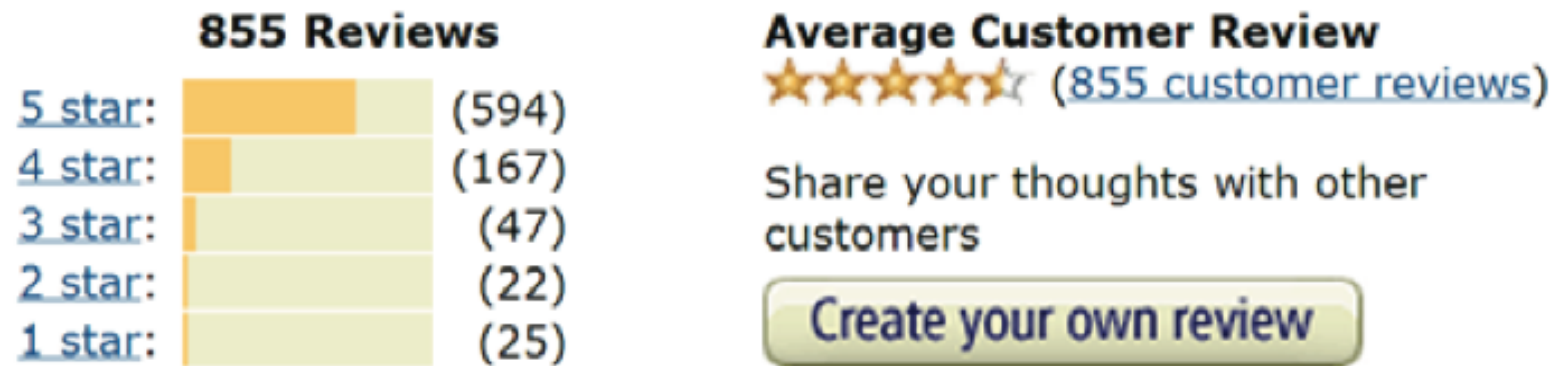 855 Reviews
5 star: (594)
4 star: (167)
3 star: (47)
2 star: (22)
1 star: (25)
Average Customer Review
(855 customer reviews)
Share your thoughts with other
customers
Create your own review